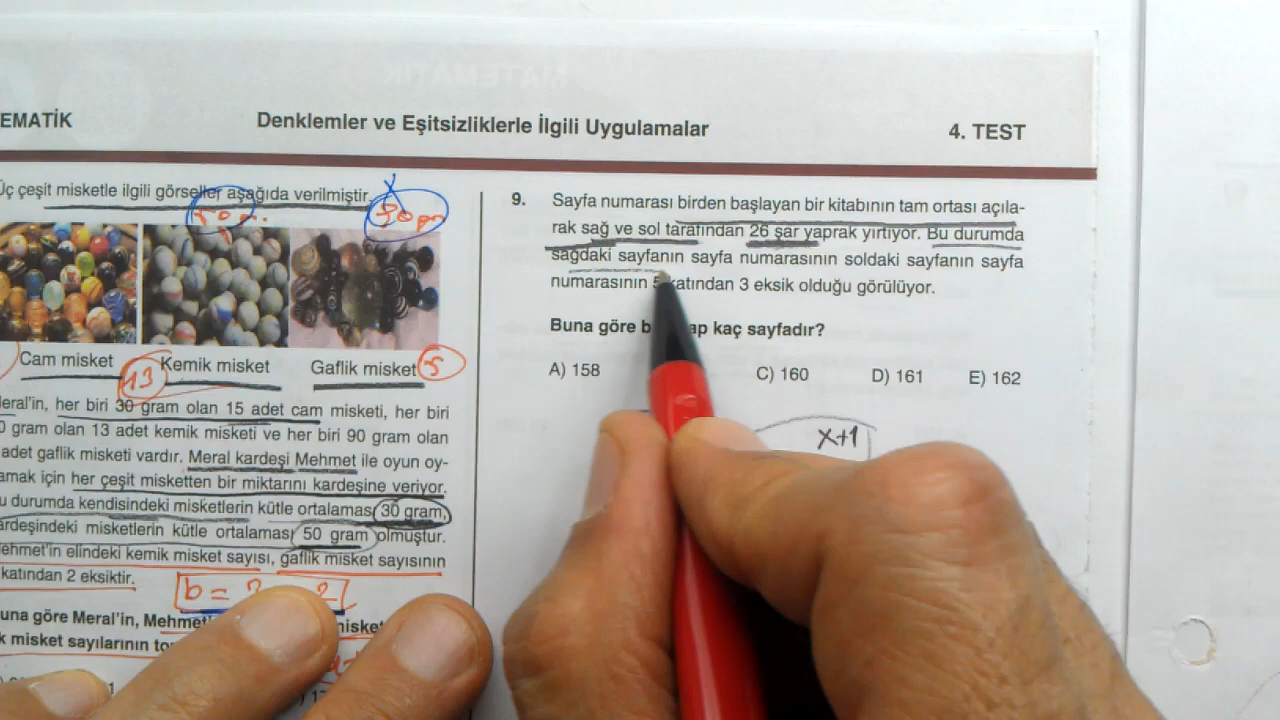 EMATİK
Denklemler ve Eşitsizliklerle İlgili Uygulamalar
4. TEST
Üç çeşit misketle ilgili görseller aşağıda verilmiştir.
90 gr
Cam misket
Kemik misket
Gaflik misket
13
5
eral'in, her biri 30 gram olan 15 adet cam misketi, her biri
0 gram olan 13 adet kemik misketi ve her biri 90 gram olan
adet gaflik misketi vardır. Meral kardeşi Mehmet ile oyun oy-
amak için her çeşit misketten bir miktarını kardeşine veriyor.
u durumda kendisindeki misketlerin kütle ortalaması 30 gram,
ardeşindeki misketlerin kütle ortalaması 50 gram olmuştur.
ehmet'in elindeki kemik misket sayısı, gaflik misket sayısının
katından 2 eksiktir.
b =
una göre Meral'in, Mehmet' misket
k misket sayılarının
9. Sayfa numarası birden başlayan bir kitabının tam ortası açıla-
rak sağ ve sol tarafından 26 şar yaprak yırtıyor. Bu durumda
sağdaki sayfanın sayfa numarasının soldaki sayfanın sayfa
numarasının 5 katından 3 eksik olduğu görülüyor.
Buna göre kaç sayfadır?
A) 158
C) 160
D) 161
E) 162
x+1